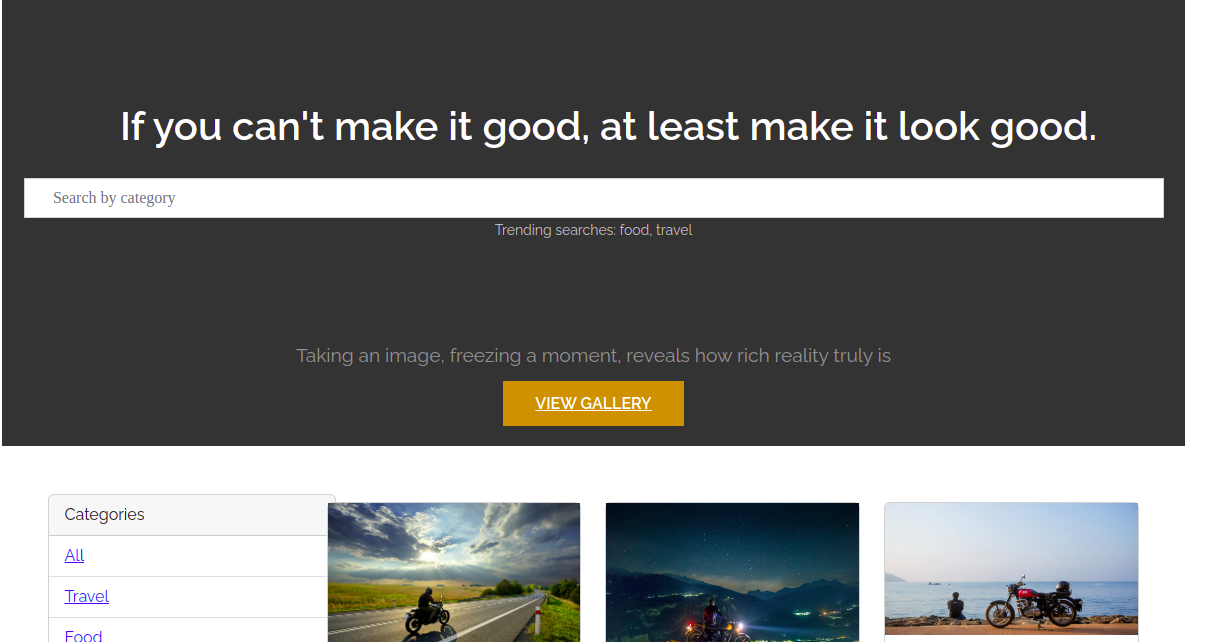 If you can't make it good, at least make it look good.
Search by category
Trending searches: food, travel
Taking an image, freezing a moment, reveals how rich reality truly is
VIEW GALLERY
Categories
All
Travel
Food